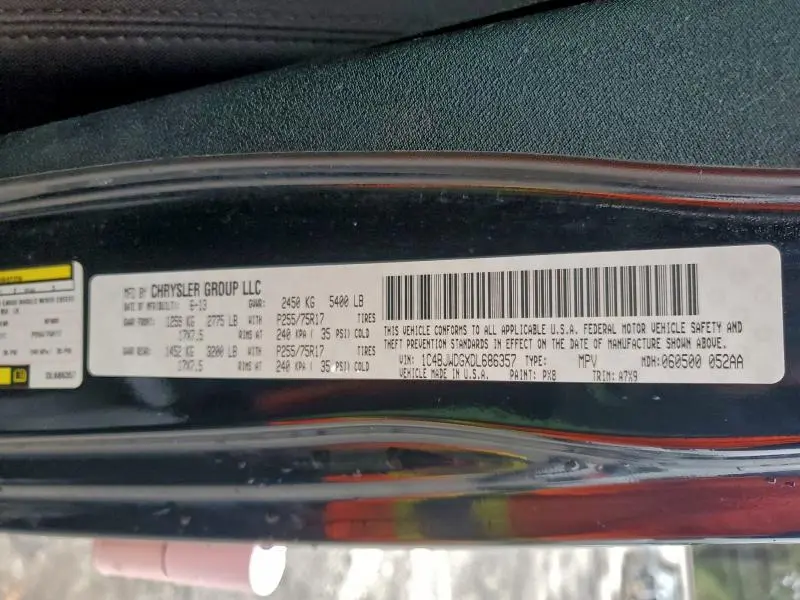 MFD BY CHRYSLER GROUP LLC
DATE OF MFR(BUILT): 6-13 GVWR: 2450 KG 5400 LB
GAWR FRONT: 1259 KG 2775 LB WITH P255/75R17 TIRES
17X7.5 RIMS AT 240 KPA ( 35 PSI) COLD
GAWR REAR: 1452 KG 3200 LB WITH P255/75R17 TIRES
17X7.5 RIMS AT 240 KPA ( 35 PSI) COLD
THIS VEHICLE CONFORMS TO ALL APPLICABLE U.S.A. FEDERAL MOTOR VEHICLE SAFETY AND
THEFT PREVENTION STANDARDS IN EFFECT ON THE DATE OF MANUFACTURE SHOWN ABOVE.
VIN: 1C4BJWDGXDL686357 TYPE: MPV MDH: 060500 052AA
VEHICLE MADE IN U.S.A. PAINT: PX8 TRIM: A7X9
DL686357